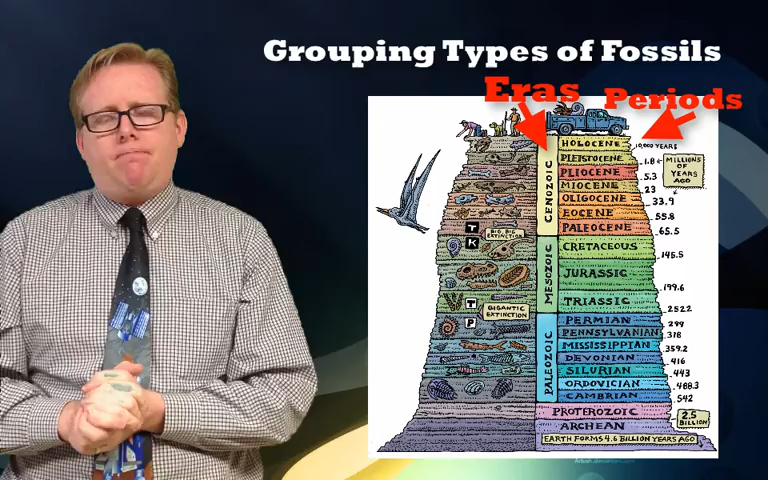 Grouping Types of Fossils
Eras
Periods
HOLOCENE
10,000 YEARS
PLEISTOCENE
1.8
MILLIONS
OF
YEARS
AGO
PLIOCENE
5.3
MIOCENE
23
OLIGOCENE
33.9
EOCENE
55.8
PALEOCENE
65.5
CENOZOIC
T
BIG, BIG
EXTINCTION
K
CRETACEOUS
145.5
JURASSIC
199.6
TRIASSIC
252.2
MESOZOIC
T
GIGANTIC
EXTINCTION
P
PERMIAN
299
PENNSYLVANIAN
318
MISSISSIPPIAN
359.2
DEVONIAN
416
SILURIAN
443
ORDOVICIAN
488.3
CAMBRIAN
542
PALEOZOIC
PROTEROZOIC
2.5
BILLION
ARCHEAN
EARTH FORMS 4.6 BILLION YEARS AGO